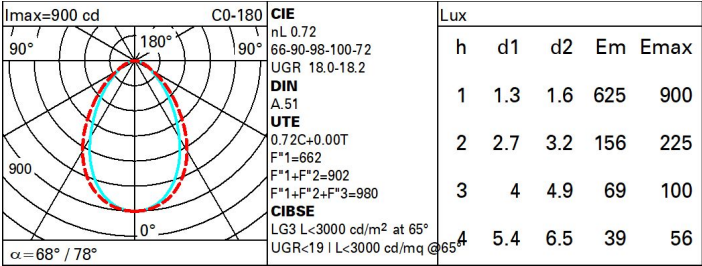 Imax=900 cd C0-180
90° 180° 90°
900
0°
α=68° / 78°
CIE
nL 0.72
66-90-98-100-72
UGR 18.0-18.2
DIN
A.51
UTE
0.72C+0.00T
F"1=662
F"1+F"2=902
F"1+F"2+F"3=980
CIBSE
LG3 L<3000 cd/m² at 65°
UGR<19 | L<3000 cd/mq @65°
Lux
h d1 d2 Em Emax
1 1.3 1.6 625 900
2 2.7 3.2 156 225
3 4 4.9 69 100
4 5.4 6.5 39 56